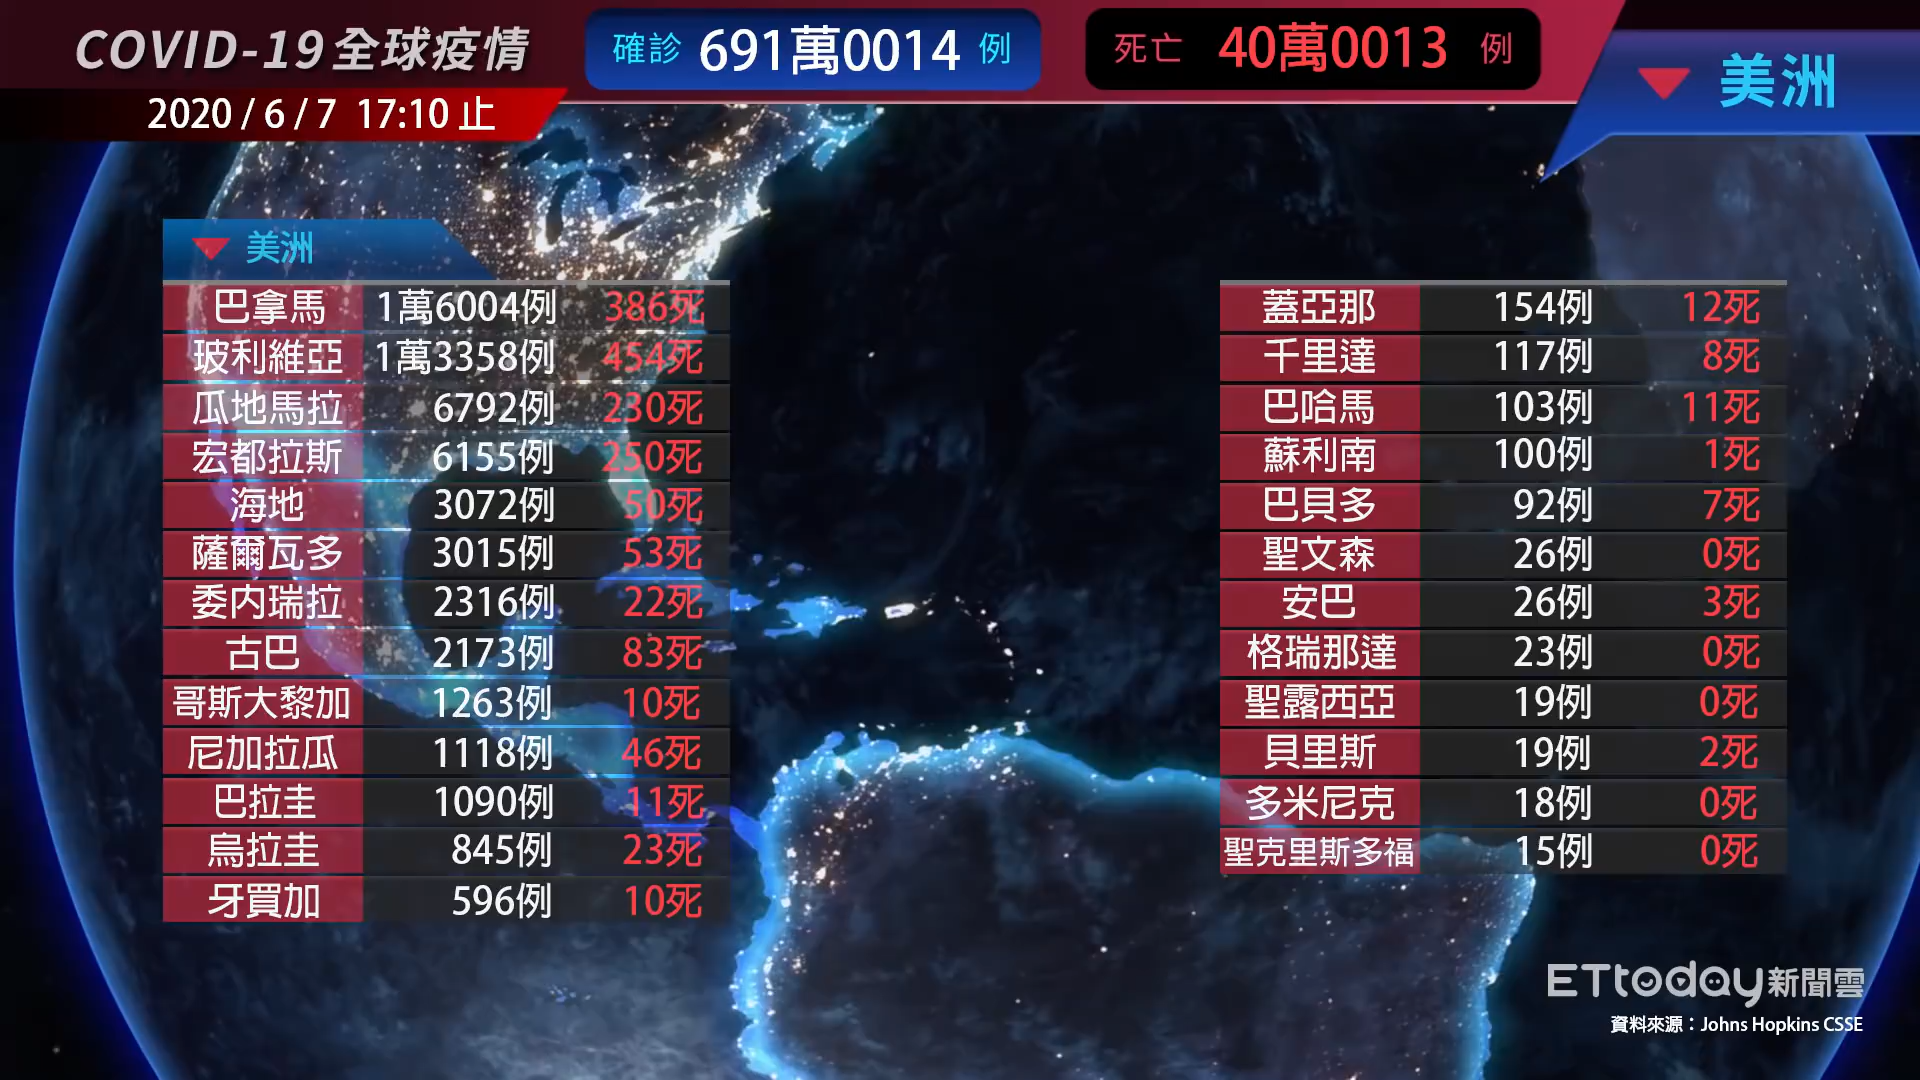 COVID-19全球疫情
確診 691萬0014 例
死亡 40萬0013 例
美洲
2020 / 6 / 7 17:10 止
美洲
巴拿馬 1萬6004例 386死
玻利維亞 1萬3358例 454死
瓜地馬拉 6792例 230死
宏都拉斯 6155例 250死
海地 3072例 50死
薩爾瓦多 3015例 53死
委內瑞拉 2316例 22死
古巴 2173例 83死
哥斯大黎加 1263例 10死
尼加拉瓜 1118例 46死
巴拉圭 1090例 11死
烏拉圭 845例 23死
牙買加 596例 10死
蓋亞那 154例 12死
千里達 117例 8死
巴哈馬 103例 11死
蘇利南 100例 1死
巴貝多 92例 7死
聖文森 26例 0死
安巴 26例 3死
格瑞那達 23例 0死
聖露西亞 19例 0死
貝里斯 19例 2死
多米尼克 18例 0死
聖克里斯多福 15例 0死
ETtoday新聞雲
資料來源：Johns Hopkins CSSE